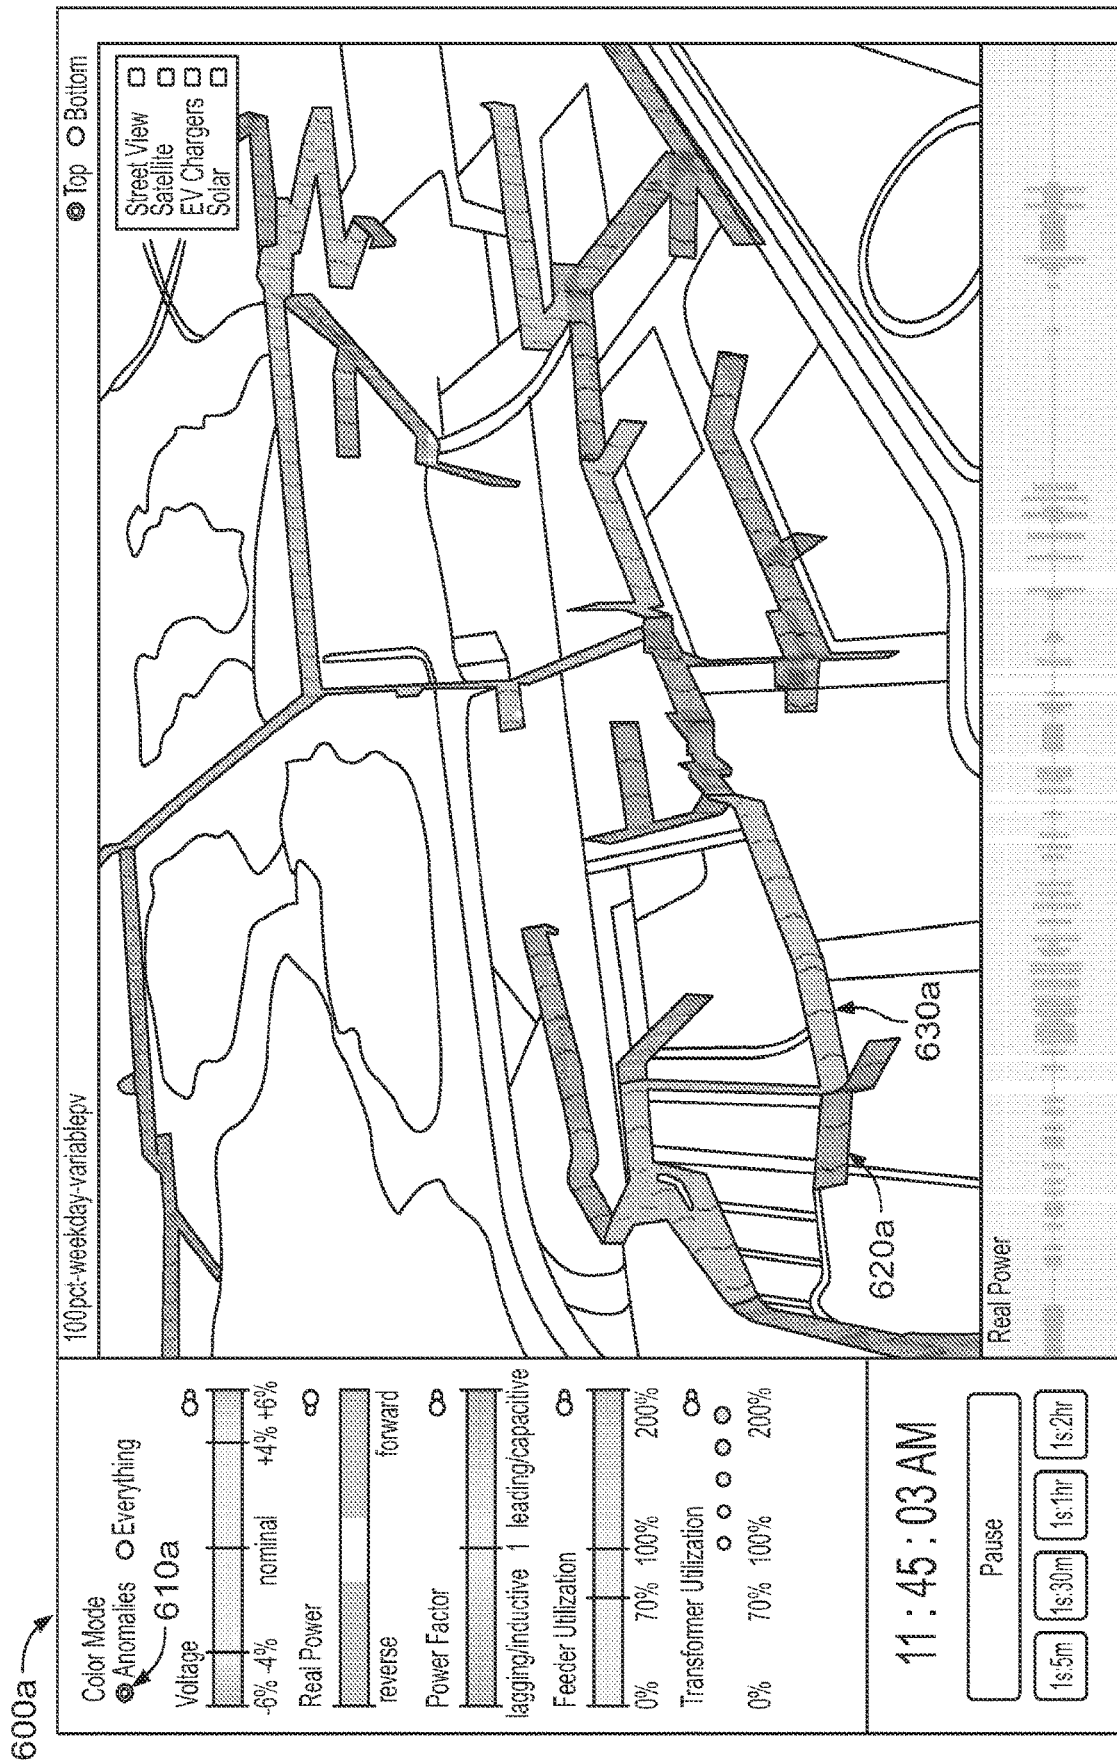 600a
Color Mode
Anomalies Everything
610a
Voltage
-6% -4% nominal +4% +6%
Real Power
reverse forward
Power Factor
lagging/inductive 1 leading/capacitive
Feeder Utilization
0% 70% 100% 200%
Transformer Utilization
0% 70% 100% 200%
11:45:03 AM
Pause
1s:5m 1s:30m 1s:1hr 1s:2hr
100pct-weekday-variablepv
Top Bottom
Street View
Satellite
EV Chargers
Solar
620a
630a
Real Power